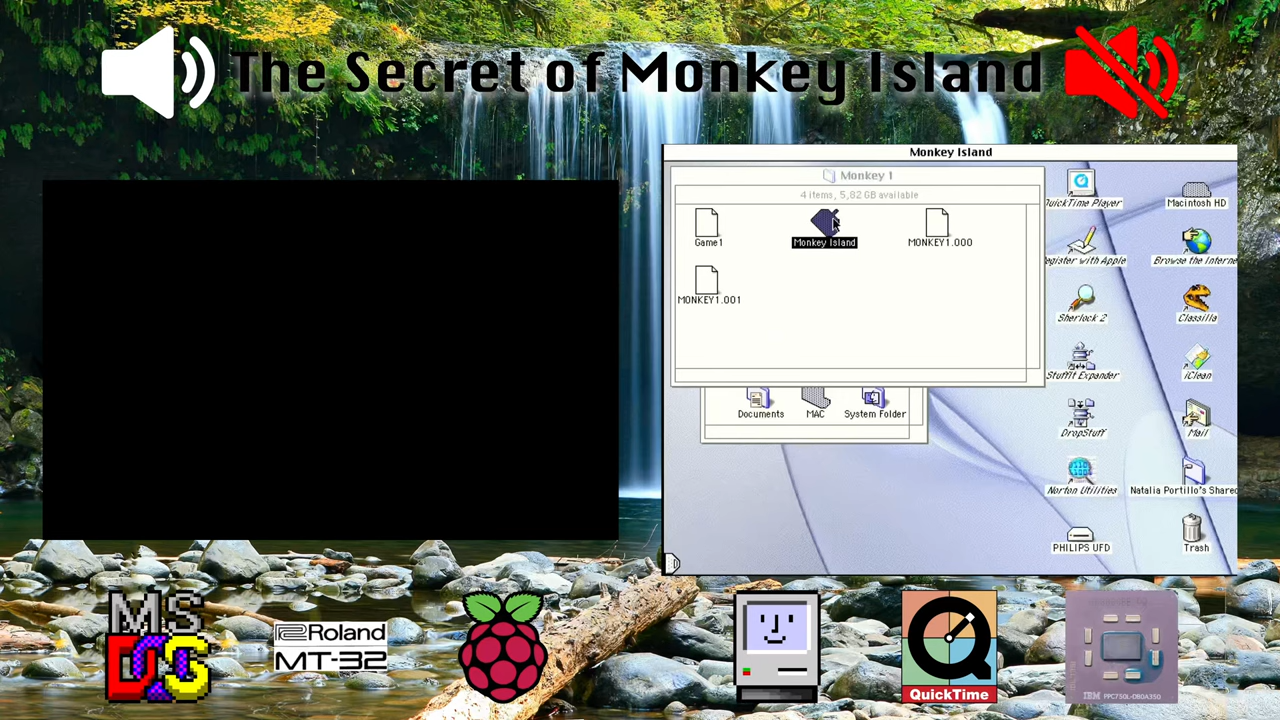 The Secret of Monkey Island
Monkey Island
Monkey 1
4 items, 5,82 GB available
Game1
Monkey Island
MONKEY1.000
MONKEY1.001
Documents
MAC
System Folder
QuickTime Player
Macintosh HD
egister with Apple
Browse the Interne
Sherlock 2
Classilla
StuffIt Expander
iClean
DropStuff
Mail
Norton Utilities
Natalia Portillo's Shared
PHILIPS UFD
Trash
MS
DOS
Roland
MT-32
QuickTime
IBM PPC750L-DB0A350